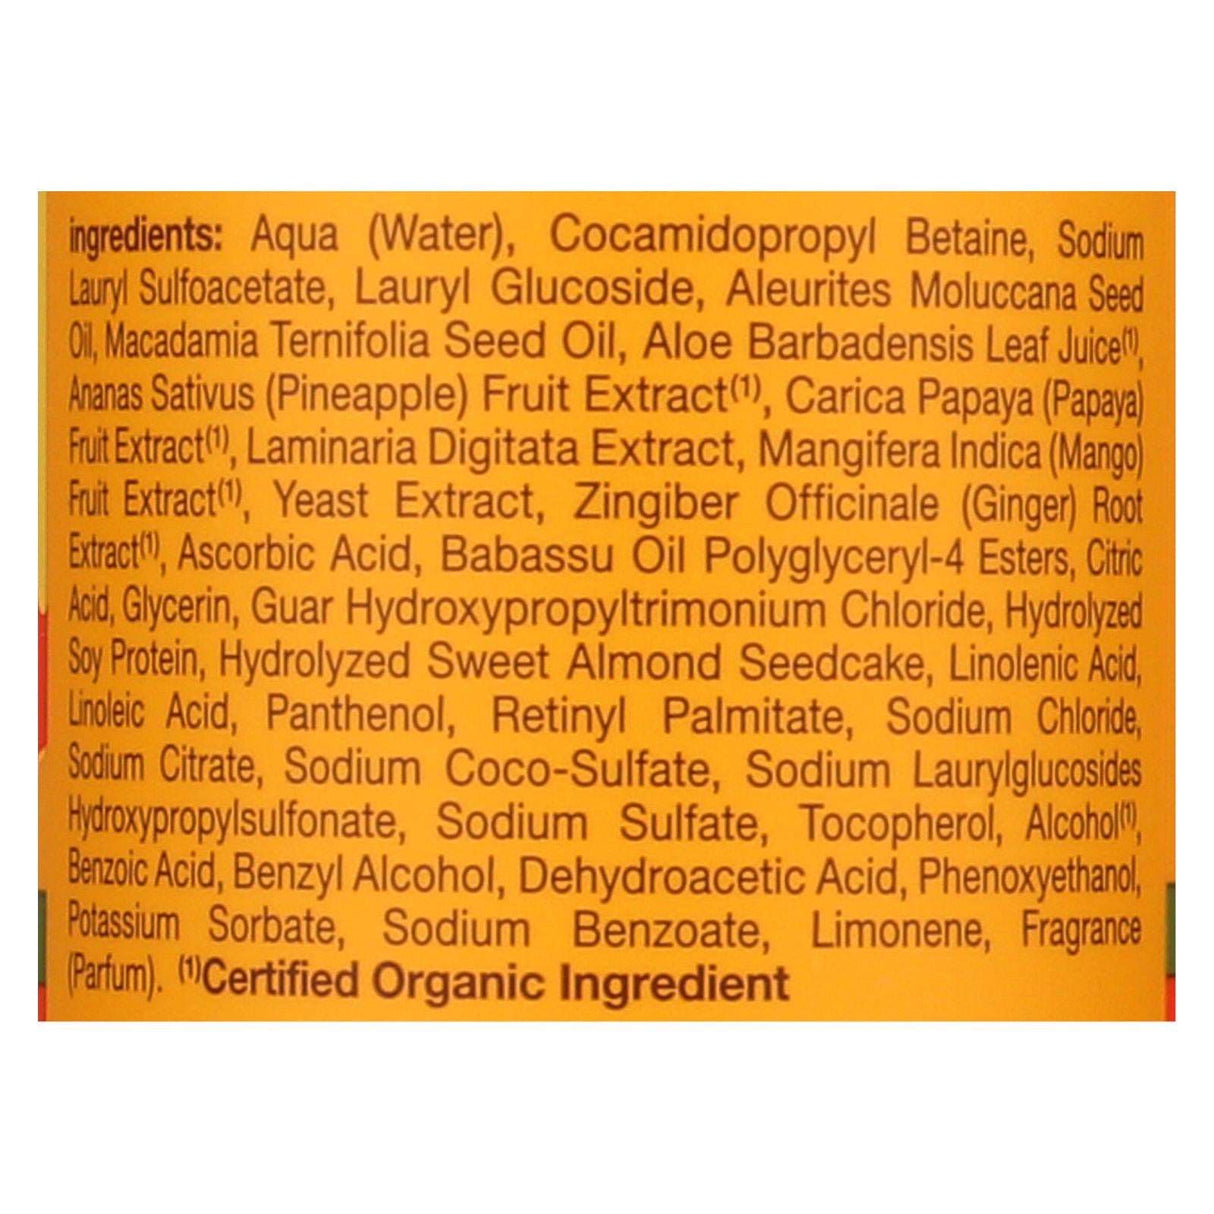 ingredients: Aqua (Water), Cocamidopropyl Betaine, Sodium
Lauryl Sulfoacetate, Lauryl Glucoside, Aleurites Moluccana Seed
Oil, Macadamia Ternifolia Seed Oil, Aloe Barbadensis Leaf Juice(1),
Ananas Sativus (Pineapple) Fruit Extract(1), Carica Papaya (Papaya)
Fruit Extract(1), Laminaria Digitata Extract, Mangifera Indica (Mango)
Fruit Extract(1), Yeast Extract, Zingiber Officinale (Ginger) Root
Extract(1), Ascorbic Acid, Babassu Oil Polyglyceryl-4 Esters, Citric
Acid, Glycerin, Guar Hydroxypropyltrimonium Chloride, Hydrolyzed
Soy Protein, Hydrolyzed Sweet Almond Seedcake, Linolenic Acid,
Linoleic Acid, Panthenol, Retinyl Palmitate, Sodium Chloride,
Sodium Citrate, Sodium Coco-Sulfate, Sodium Laurylglucosides
Hydroxypropylsulfonate, Sodium Sulfate, Tocopherol, Alcohol(1),
Benzoic Acid, Benzyl Alcohol, Dehydroacetic Acid, Phenoxyethanol,
Potassium Sorbate, Sodium Benzoate, Limonene, Fragrance
(Parfum). (1)Certified Organic Ingredient